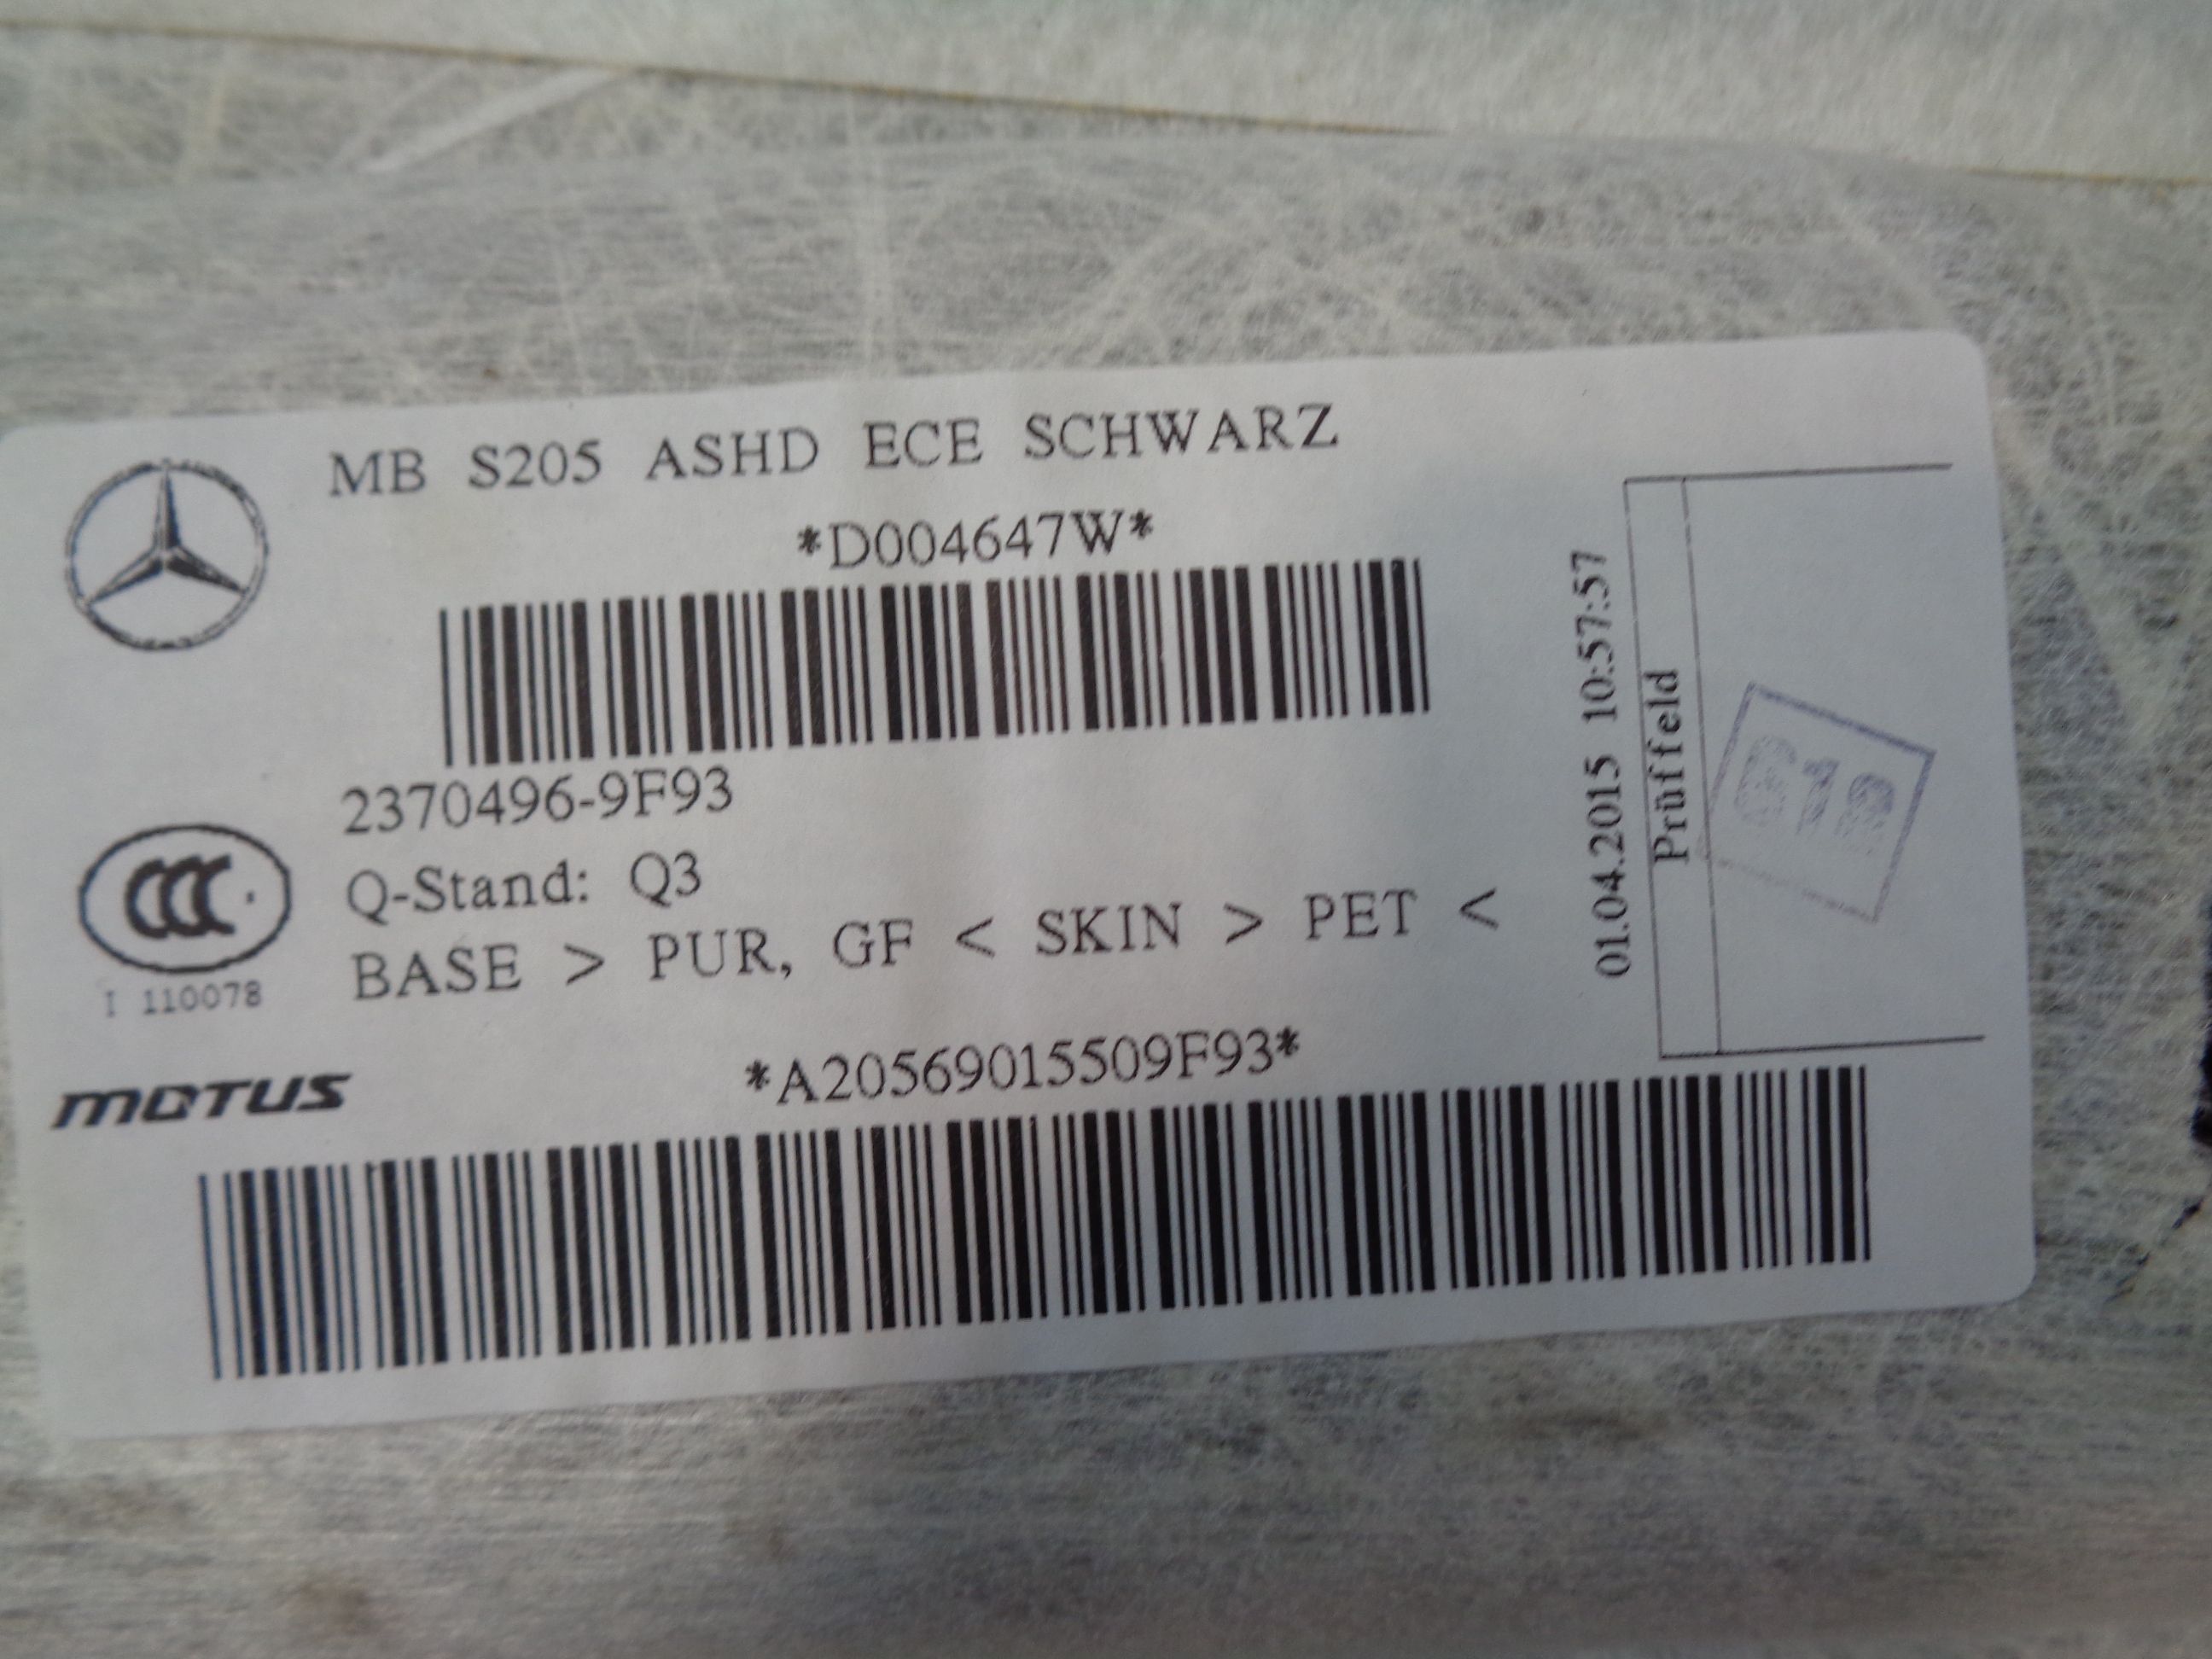 MB S205 ASHD ECE SCHWARZ
*D004647W*
2370496-9F93
Q-Stand: Q3
BASE > PUR, GF < SKIN > PET <
CCC
I 110078
MOTUS
*A20569015509F93*
01.04.2015 10:57:57
Prüffeld